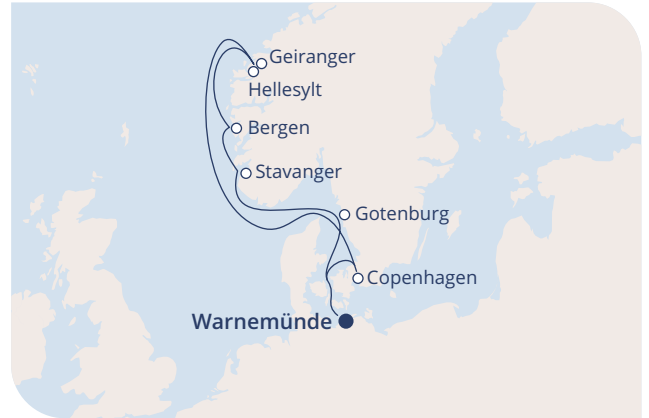 Geiranger
Hellesylt
Bergen
Stavanger
Gotenburg
Copenhagen
Warnemünde